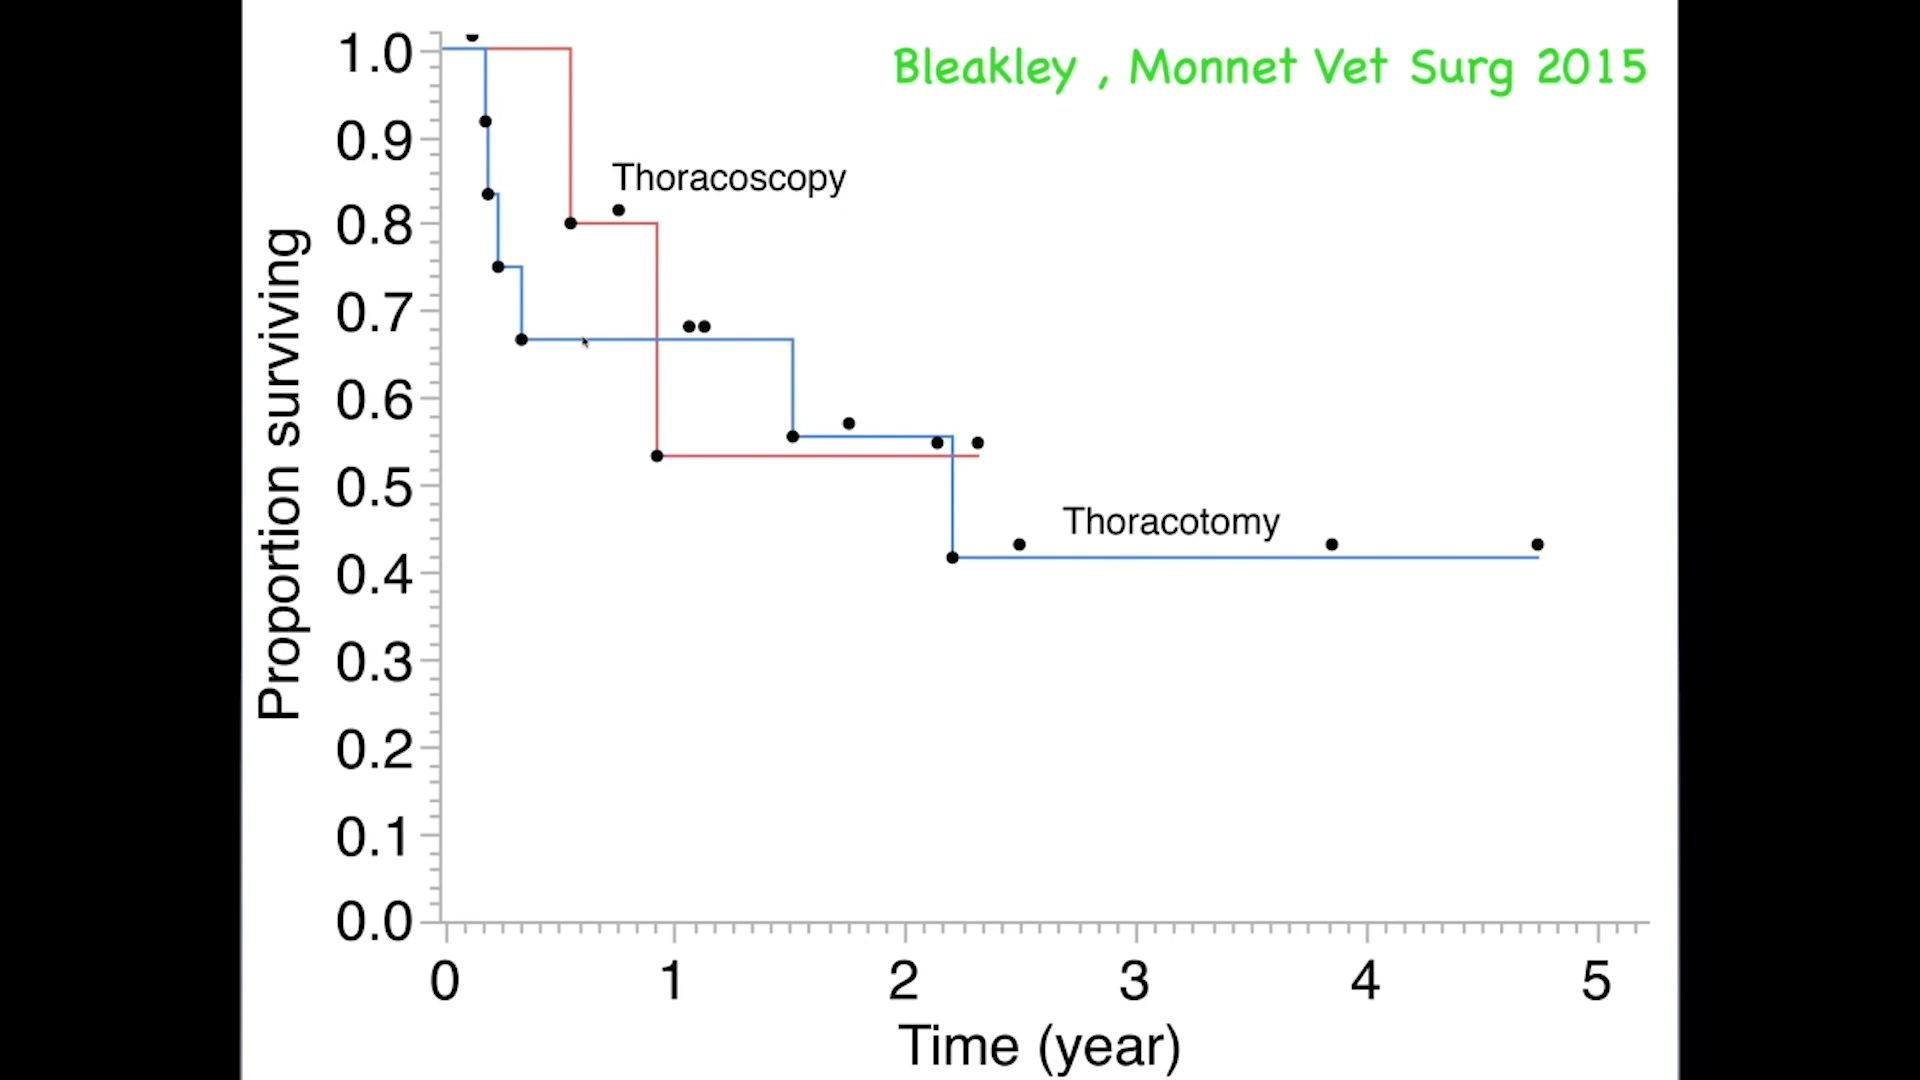 Bleakley , Monnet Vet Surg 2015
1.0
0.9
Thoracoscopy
0.8
0.7
0.6
0.5
Thoracotomy
0.4
0.3
0.2
0.1
0.0
Proportion surviving
0 1 2 3 4 5
Time (year)